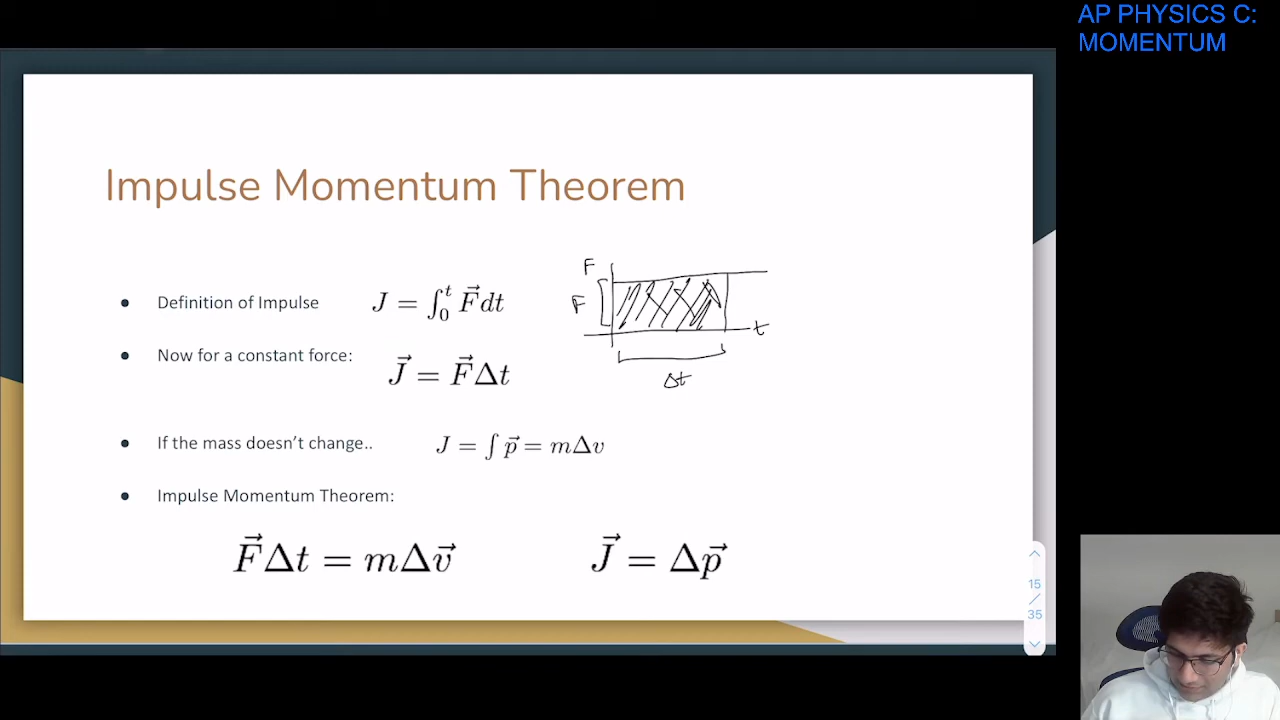 AP PHYSICS C:
MOMENTUM
Impulse Momentum Theorem
• Definition of Impulse J = ∫₀ᵗ F⃗dt
• Now for a constant force: J⃗ = F⃗Δt
F
F
t
Δt
• If the mass doesn’t change.. J = ∫ p⃗ = mΔv
• Impulse Momentum Theorem:
F⃗Δt = mΔv⃗ J⃗ = Δp⃗
15
/
35